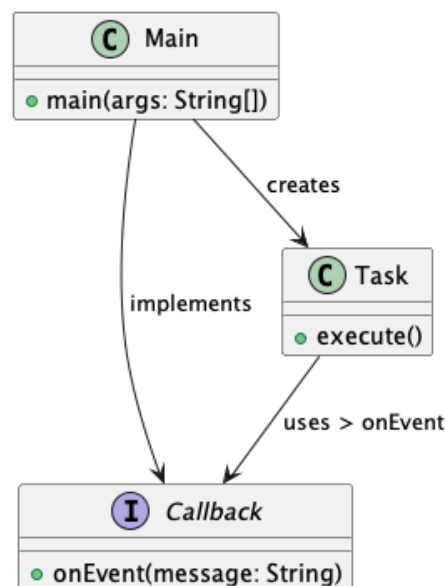 C Main
main(args: String[])
creates
C Task
implements
execute()
uses > onEvent
I Callback
onEvent(message: String)